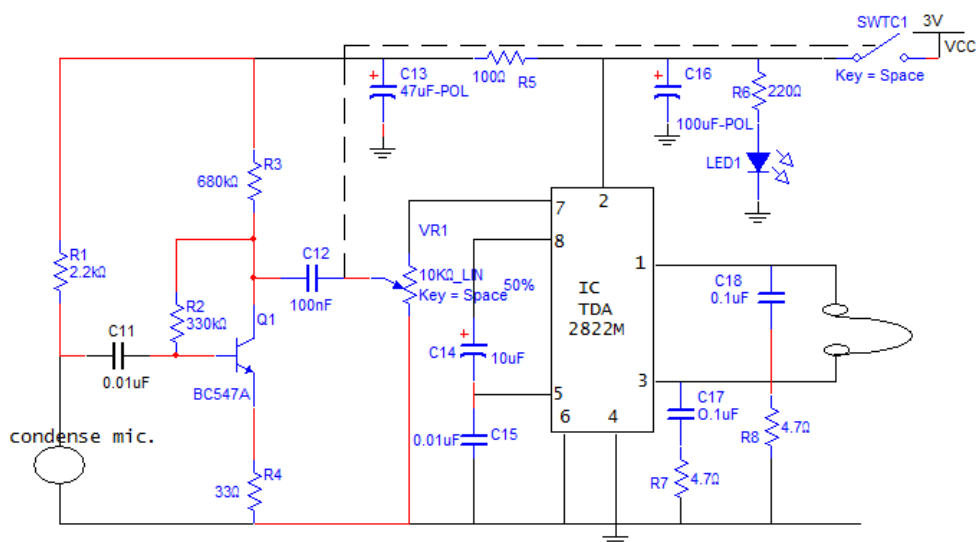 SWTC1
3V
VCC
Key = Space
C13
47uF-POL
100Ω
R5
C16
100uF-POL
R6
220Ω
LED1
R3
680kΩ
R1
2.2kΩ
R2
330kΩ
C12
100nF
VR1
10KΩ_LIN
Key = Space
50%
7
2
8
1
IC
TDA
2822M
C18
0.1uF
Q1
C11
0.01uF
BC547A
C14
10uF
5
3
6
4
C17
0.1uF
0.01uF
C15
R8
4.7Ω
R7
4.7Ω
condense mic.
R4
33Ω